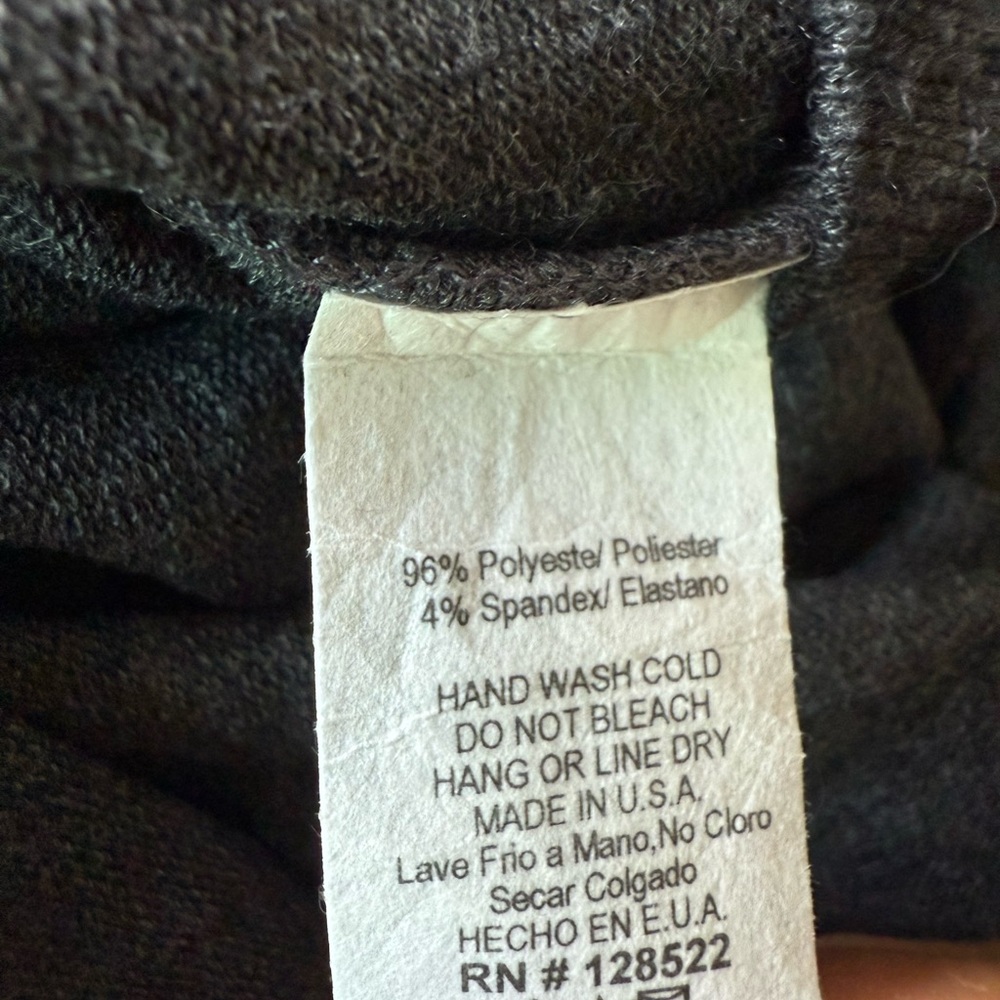 96% Polyeste/ Poliestar
4% Spandex/ Elastano
HAND WASH COLD
DO NOT BLEACH
HANG OR LINE DRY
MADE IN U.S.A.
Lave Frio a Mano,No Cloro
Secar Colgado
HECHO EN E.U.A.
RN # 128522